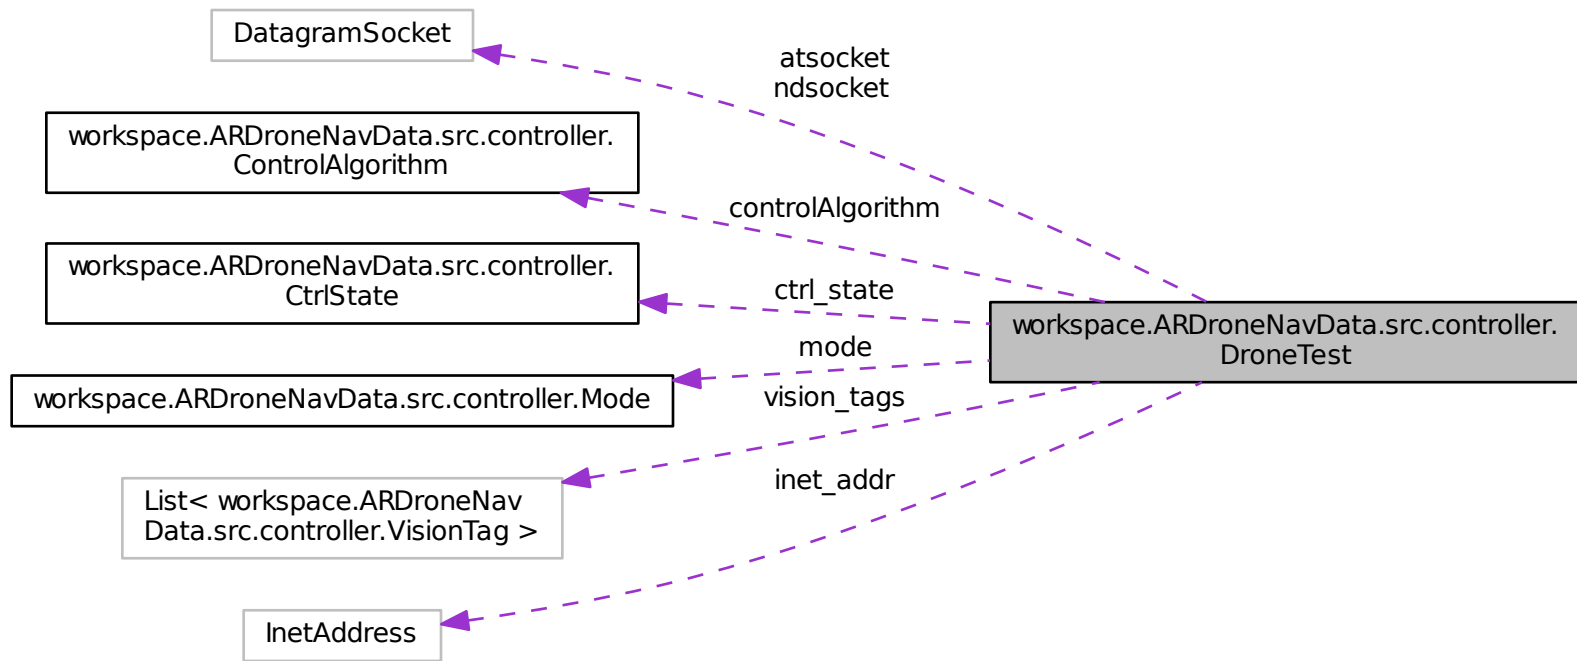 DatagramSocket
atsocket
ndsocket
workspace.ARDroneNavData.src.controller.
ControlAlgorithm
controlAlgorithm
workspace.ARDroneNavData.src.controller.
CtrlState
ctrl_state
workspace.ARDroneNavData.src.controller.
DroneTest
mode
workspace.ARDroneNavData.src.controller.Mode
vision_tags
List< workspace.ARDroneNav
Data.src.controller.VisionTag >
inet_addr
InetAddress